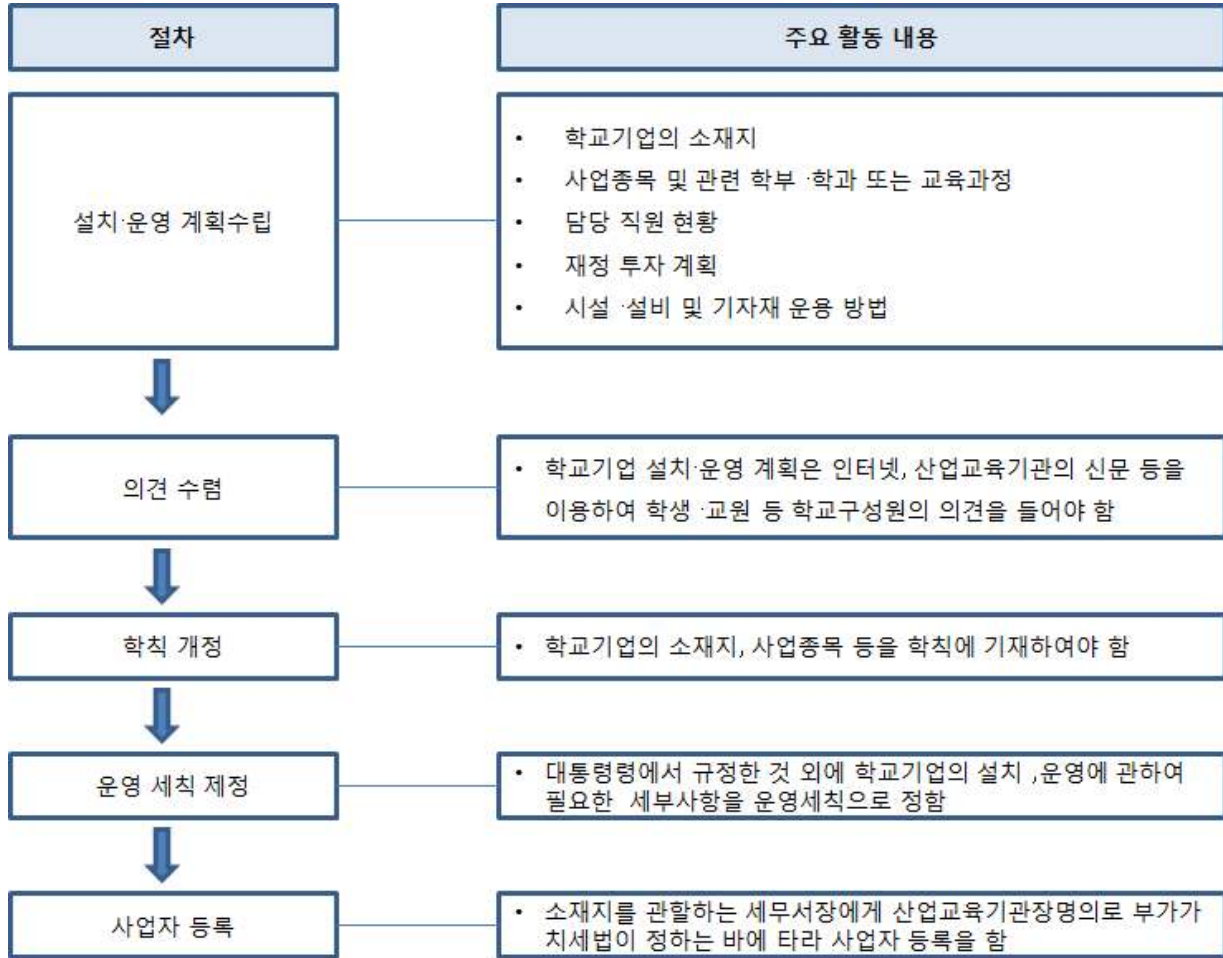 절차
주요 활동 내용
설치·운영 계획수립
• 학교기업의 소재지
• 사업종목 및 관련 학부 ·학과 또는 교육과정
• 담당 직원 현황
• 재정 투자 계획
• 시설 ·설비 및 기자재 운용 방법
의견 수렴
• 학교기업 설치·운영 계획은 인터넷, 산업교육기관의 신문 등을
이용하여 학생 ·교원 등 학교구성원의 의견을 들어야 함
학칙 개정
• 학교기업의 소재지, 사업종목 등을 학칙에 기재하여야 함
운영 세칙 제정
• 대통령령에서 규정한 것 외에 학교기업의 설치 ,운영에 관하여
필요한 세부사항을 운영세칙으로 정함
사업자 등록
• 소재지를 관할하는 세무서장에게 산업교육기관장명의로 부가가
치세법이 정하는 바에 타라 사업자 등록을 함